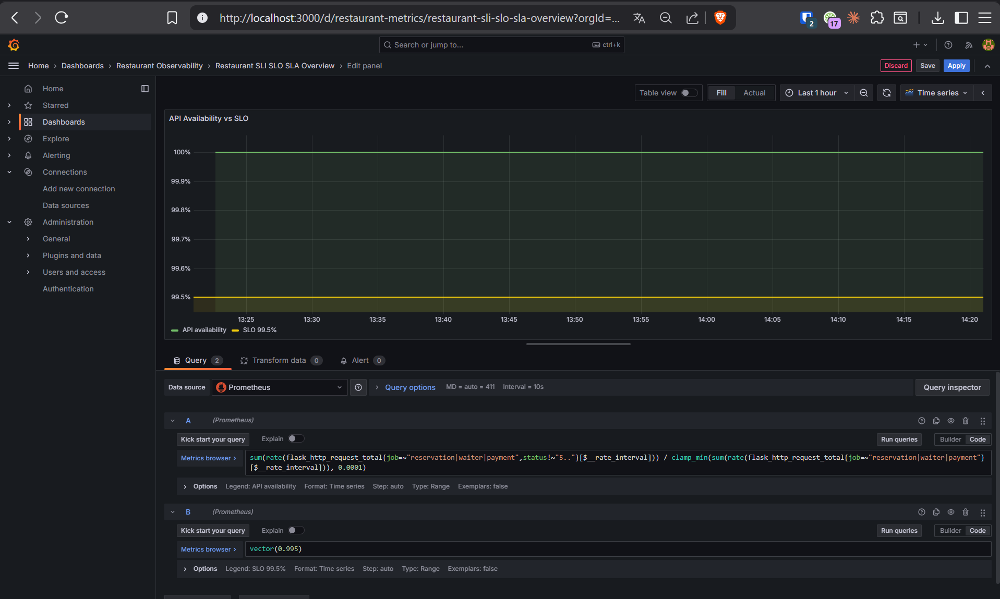 http://localhost:3000/d/restaurant-metrics/restaurant-sli-slo-sla-overview?orgId=...
2
17
Search or jump to...
ctrl+k
Home
Dashboards
Restaurant Observability
Restaurant SLI SLO SLA Overview
Edit panel
Discard
Save
Apply
Home
Starred
Dashboards
Explore
Alerting
Connections
Add new connection
Data sources
Administration
General
Plugins and data
Users and access
Authentication
Table view
Fill
Actual
Last 1 hour
Time series
API Availability vs SLO
100%
99.9%
99.8%
99.7%
99.6%
99.5%
13:25
13:30
13:35
13:40
13:45
13:50
13:55
14:00
14:05
14:10
14:15
14:20
API availability
SLO 99.5%
Query 2
Transform data 0
Alert 0
Data source
Prometheus
Query options
MD = auto = 411
Interval = 10s
Query inspector
A
(Prometheus)
Kick start your query
Explain
Run queries
Builder
Code
Metrics browser >
sum(rate(flask_http_request_total{job=~"reservation|waiter|payment",status!~"5.."}[$__rate_interval])) / clamp_min(sum(rate(flask_http_request_total{job=~"reservation|waiter|payment"}
[$__rate_interval])), 0.0001)
Options
Legend: API availability
Format: Time series
Step: auto
Type: Range
Exemplars: false
B
(Prometheus)
Kick start your query
Explain
Run queries
Builder
Code
Metrics browser >
vector(0.995)
Options
Legend: SLO 99.5%
Format: Time series
Step: auto
Type: Range
Exemplars: false